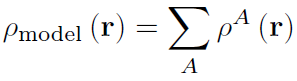 ρ_model (r) = ∑_A ρ^A (r)